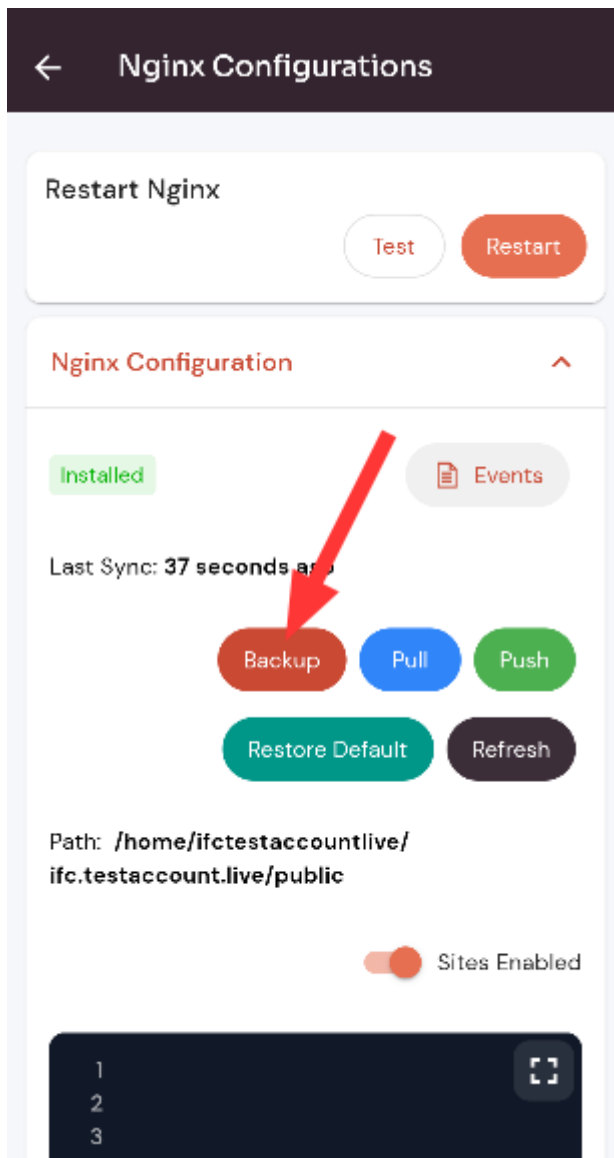 Nginx Configurations
Restart Nginx
Test Restart
Nginx Configuration
Installed Events
Last Sync: 37 seconds ago
Backup Pull Push
Restore Default Refresh
Path: /home/ifctestaccountlive/
ifc.testaccount.live/public
Sites Enabled
1
2
3